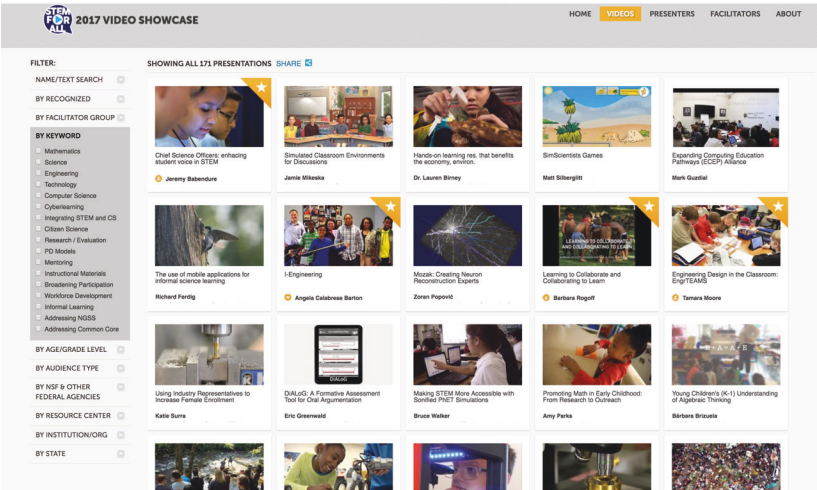 STEM
FOR
ALL
2017 VIDEO SHOWCASE
HOME
VIDEOS
PRESENTERS
FACILITATORS
ABOUT
FILTER:
NAME/TEXT SEARCH
BY RECOGNIZED
BY FACILITATOR GROUP
BY KEYWORD
Mathematics
Science
Engineering
Technology
Computer Science
Cyberlearning
Integrating STEM and CS
Citizen Science
Research / Evaluation
PD Models
Mentoring
Instructional Materials
Broadening Participation
Workforce Development
Informal Learning
Addressing NGSS
Addressing Common Core
BY AGE/GRADE LEVEL
BY AUDIENCE TYPE
BY NSF & OTHER
FEDERAL AGENCIES
BY RESOURCE CENTER
BY INSTITUTION/ORG
BY STATE
SHOWING ALL 171 PRESENTATIONS SHARE
Chief Science Officers: enhacing
student voice in STEM
Jeremy Babendure
Simulated Classroom Environments
for Discussions
Jamie Mikeska
Hands-on learning res. that benefits
the economy, environ.
Dr. Lauren Birney
SimScientists Games
Matt Silberglitt
Expanding Computing Education
Pathways (ECEP) Alliance
Mark Guzdial
The use of mobile applications for
informal science learning
Richard Ferdig
I-Engineering
Angela Calabrese Barton
Mozak: Creating Neuron
Reconstruction Experts
Zoran Popović
LEARNING TO COLLABORATE
AND COLLABORATING TO LEARN
Learning to Collaborate and
Collaborating to Learn
Barbara Rogoff
Engineering Design in the Classroom:
EngrTEAMS
Tamara Moore
Using Industry Representatives to
Increase Female Enrollment
Katie Surra
DiALoG
DiALoG: A Formative Assessment
Tool for Oral Argumentation
Eric Greenwald
Making STEM More Accessible with
Sonified PhET Simulations
Bruce Walker
Promoting Math in Early Childhood:
From Research to Outreach
Amy Parks
Young Children's (K-1) Understanding
of Algebraic Thinking
Bárbara Brizuela